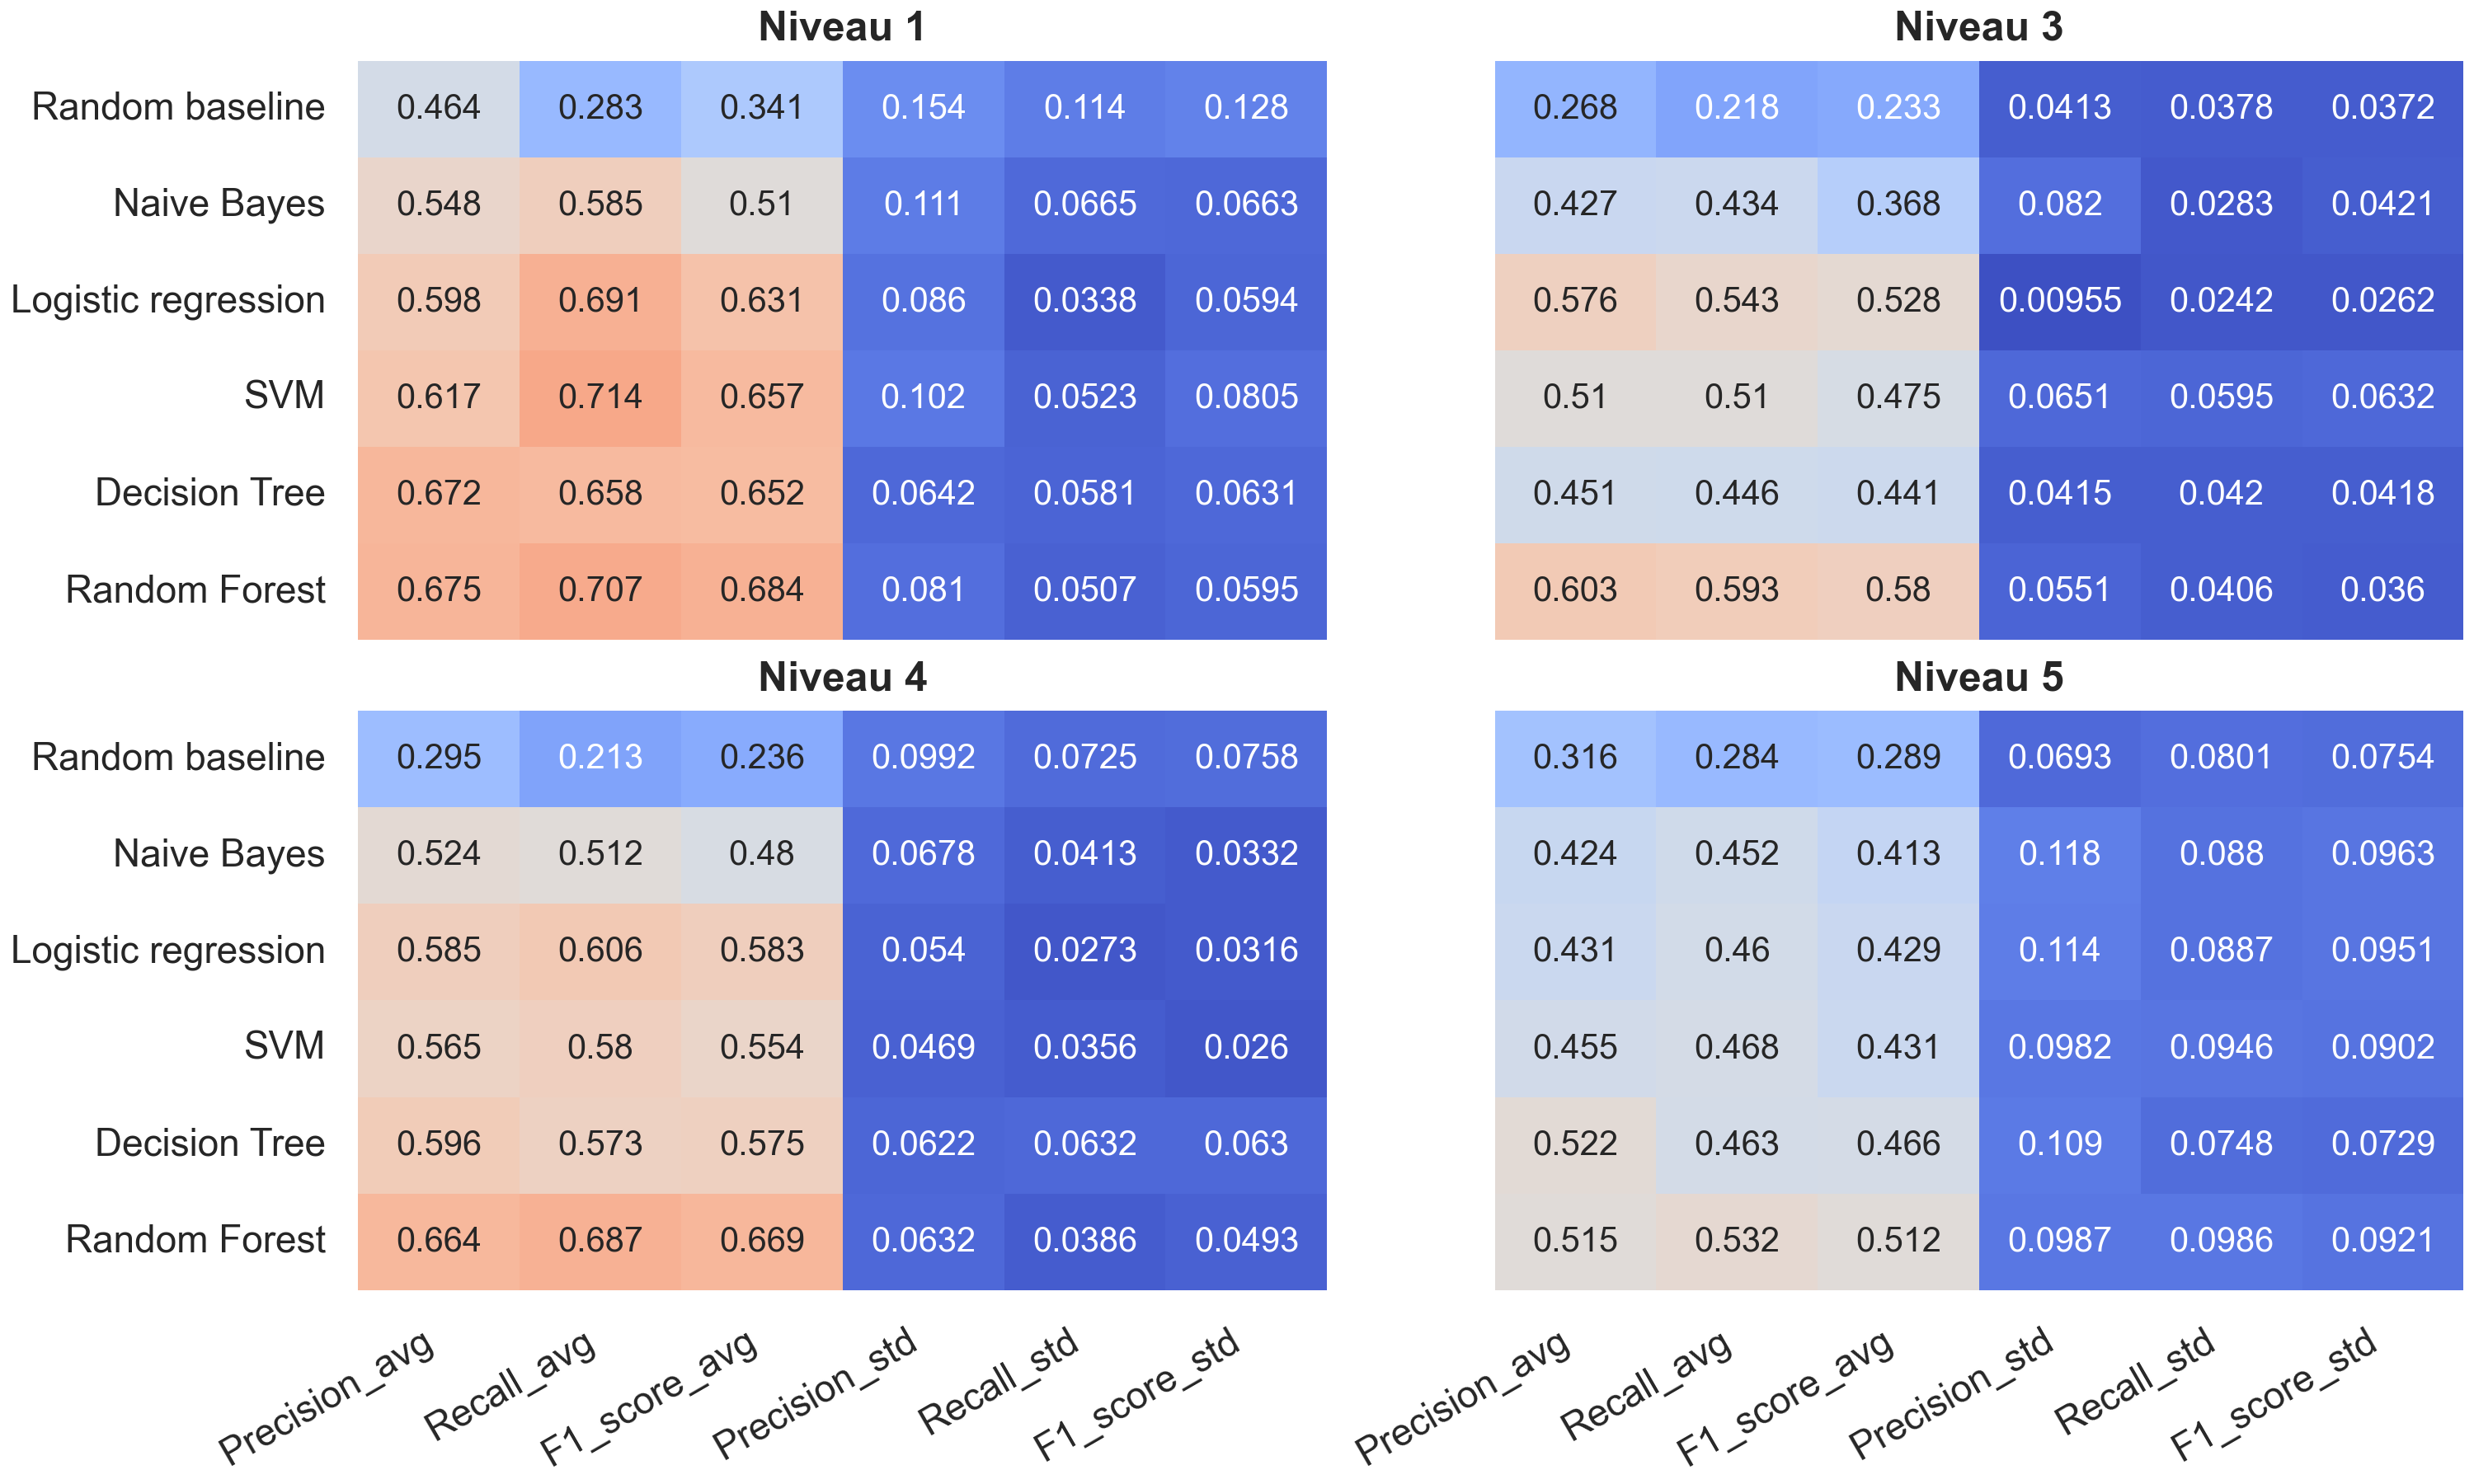 Niveau 1
Niveau 3
Random baseline 0.464 0.283 0.341 0.154 0.114 0.128 0.268 0.218 0.233 0.0413 0.0378 0.0372
Naive Bayes 0.548 0.585 0.51 0.111 0.0665 0.0663 0.427 0.434 0.368 0.082 0.0283 0.0421
Logistic regression 0.598 0.691 0.631 0.086 0.0338 0.0594 0.576 0.543 0.528 0.00955 0.0242 0.0262
SVM 0.617 0.714 0.657 0.102 0.0523 0.0805 0.51 0.51 0.475 0.0651 0.0595 0.0632
Decision Tree 0.672 0.658 0.652 0.0642 0.0581 0.0631 0.451 0.446 0.441 0.0415 0.042 0.0418
Random Forest 0.675 0.707 0.684 0.081 0.0507 0.0595 0.603 0.593 0.58 0.0551 0.0406 0.036
Niveau 4
Niveau 5
Random baseline 0.295 0.213 0.236 0.0992 0.0725 0.0758 0.316 0.284 0.289 0.0693 0.0801 0.0754
Naive Bayes 0.524 0.512 0.48 0.0678 0.0413 0.0332 0.424 0.452 0.413 0.118 0.088 0.0963
Logistic regression 0.585 0.606 0.583 0.054 0.0273 0.0316 0.431 0.46 0.429 0.114 0.0887 0.0951
SVM 0.565 0.58 0.554 0.0469 0.0356 0.026 0.455 0.468 0.431 0.0982 0.0946 0.0902
Decision Tree 0.596 0.573 0.575 0.0622 0.0632 0.063 0.522 0.463 0.466 0.109 0.0748 0.0729
Random Forest 0.664 0.687 0.669 0.0632 0.0386 0.0493 0.515 0.532 0.512 0.0987 0.0986 0.0921
Precision_avg
Recall_avg
F1_score_avg
Precision_std
Recall_std
F1_score_std
Precision_avg
Recall_avg
F1_score_avg
Precision_std
Recall_std
F1_score_std